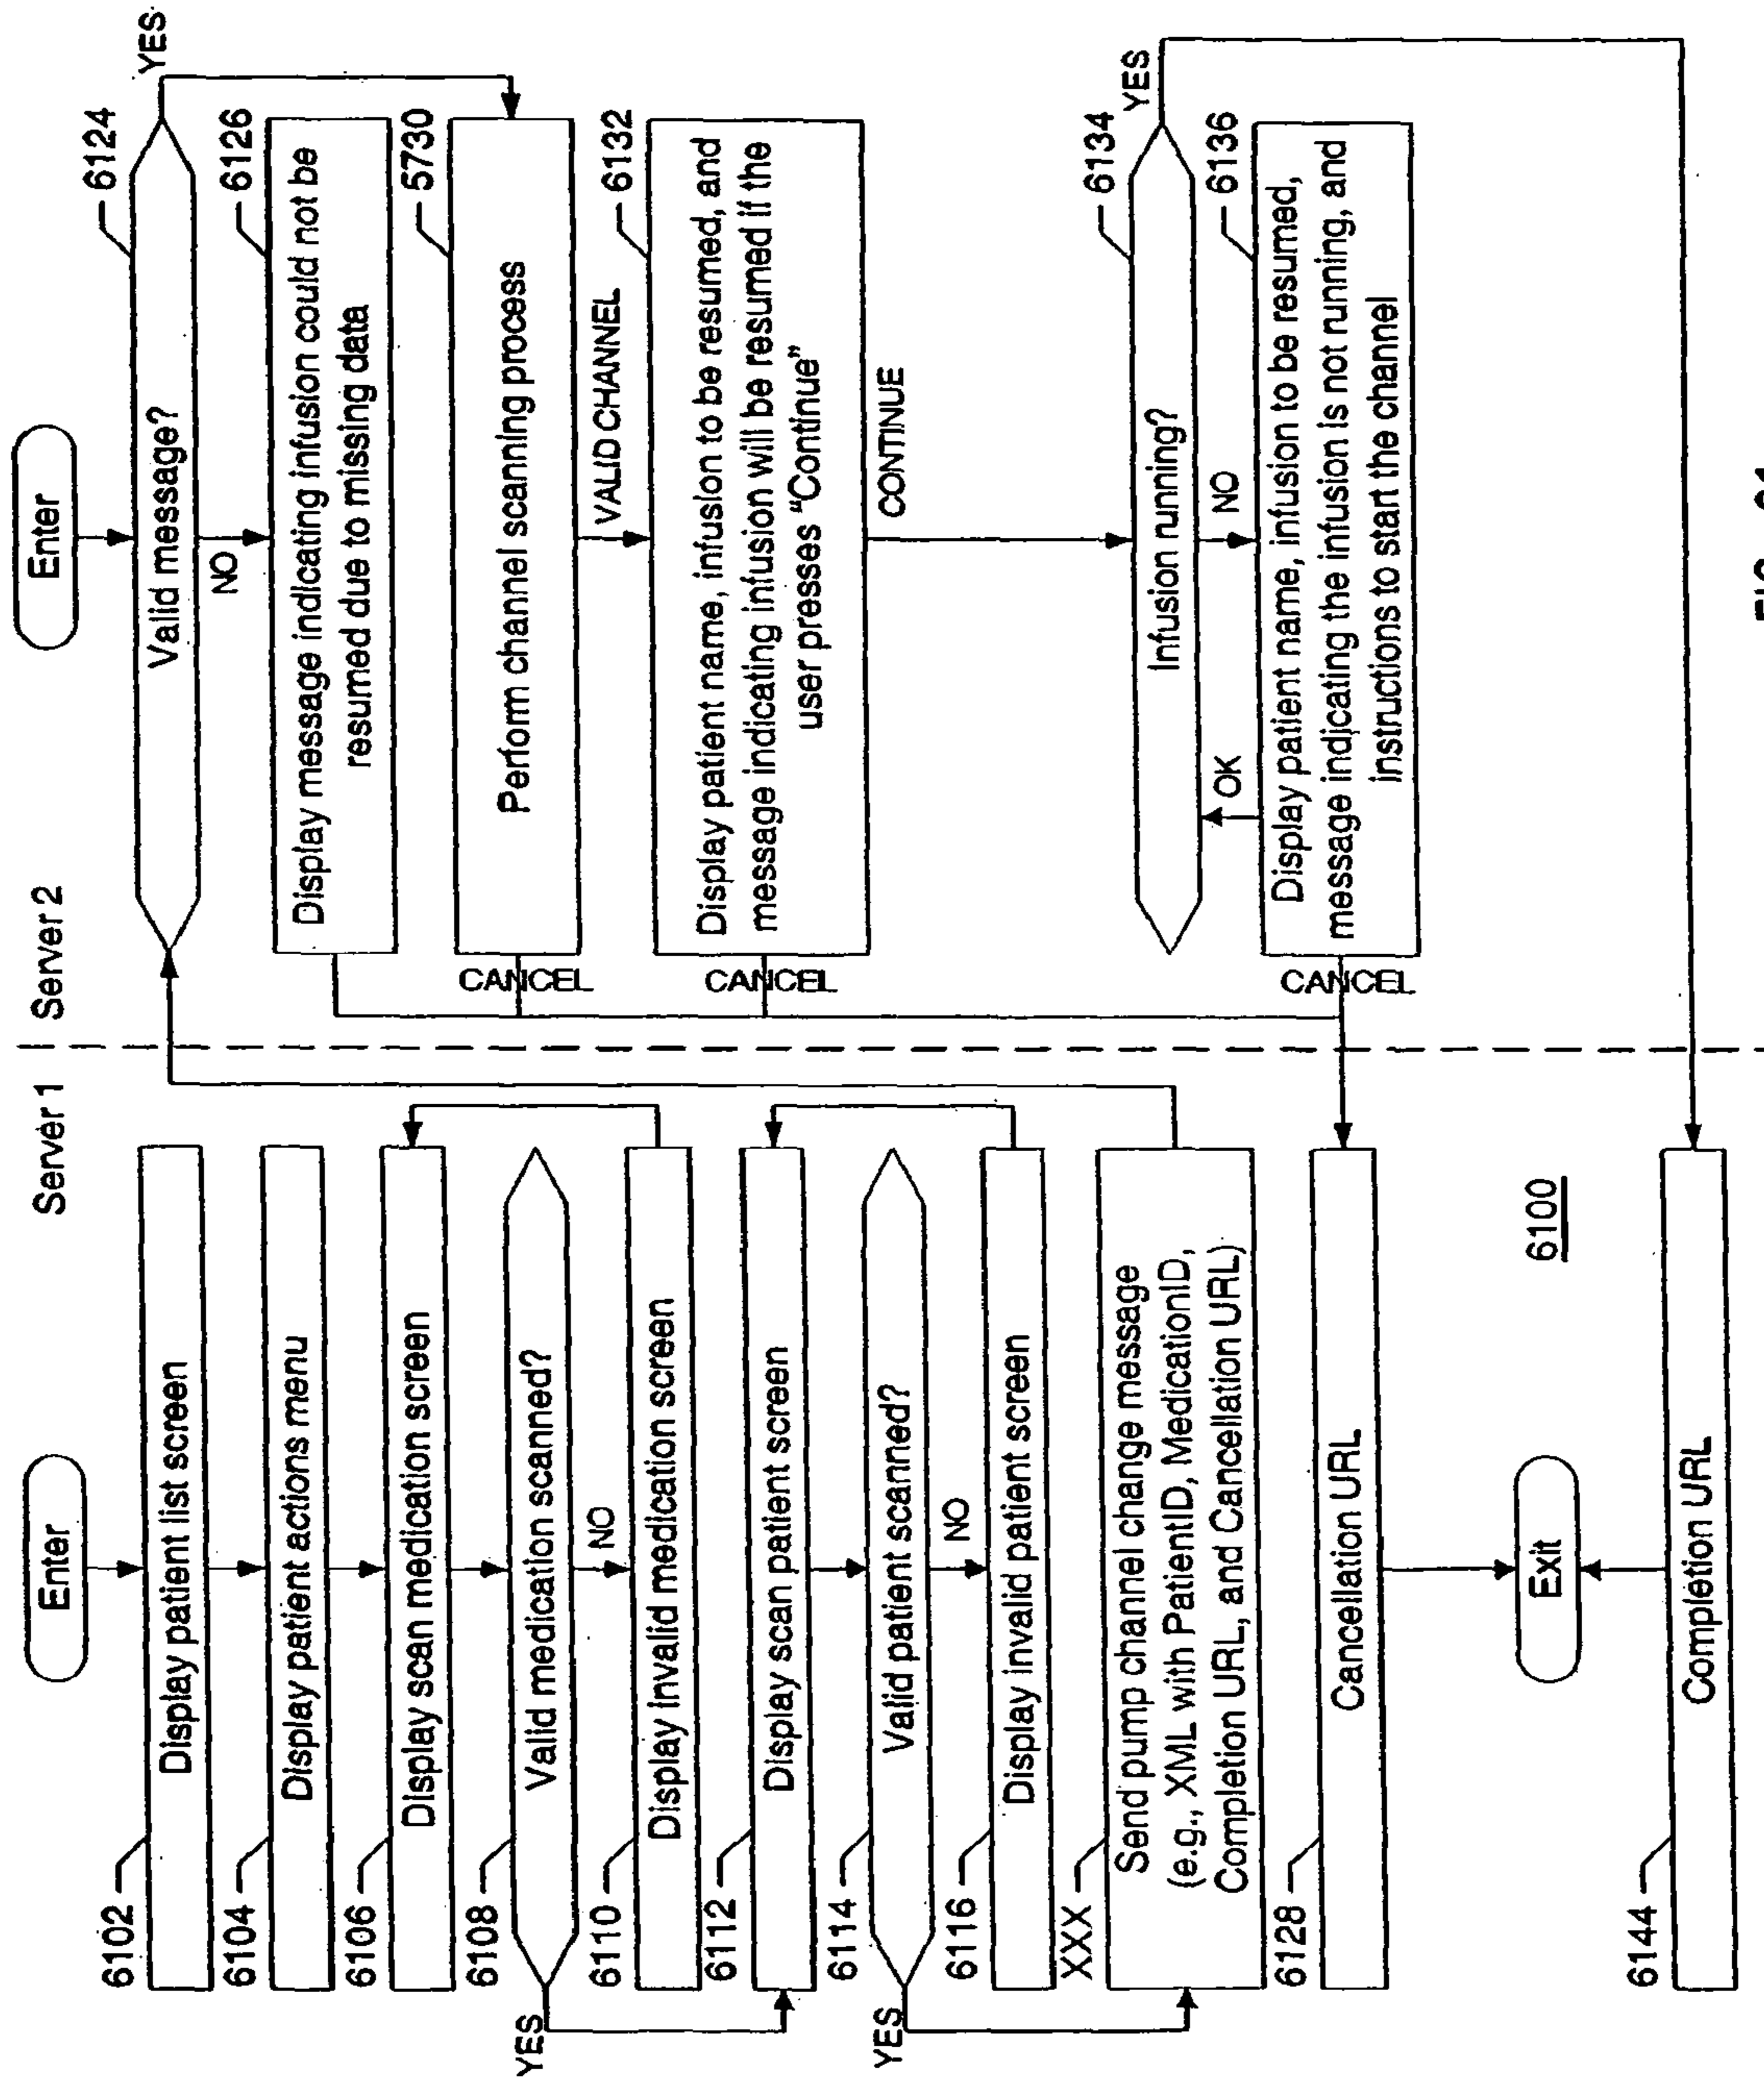 Server 1
Server 2
Enter
6102
Display patient list screen
6104
Display patient actions menu
6106
Display scan medication screen
6108
Valid medication scanned?
YES
NO
6110
Display invalid medication screen
6112
Display scan patient screen
6114
Valid patient scanned?
YES
NO
6116
Display invalid patient screen
XXX
Send pump channel change message
(e.g., XML with PatientID, MedicationID,
Completion URL, and Cancellation URL)
6128
Cancellation URL
Exit
6100
6144
Completion URL
Enter
6124
Valid message?
YES
NO
6126
Display message indicating infusion could not be
resumed due to missing data
5730
Perform channel scanning process
CANCEL
VALID CHANNEL
6132
Display patient name, infusion to be resumed, and
message indicating infusion will be resumed if the
user presses “Continue”
CANCEL
CONTINUE
6134
Infusion running?
YES
NO
OK
6136
Display patient name, infusion to be resumed,
message indicating the infusion is not running, and
instructions to start the channel
CANCEL